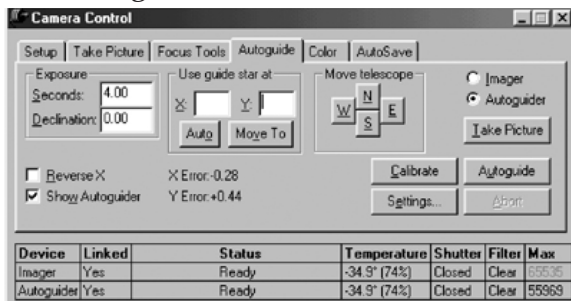 Camera Control
Setup Take Picture Focus Tools Autoguide Color AutoSave
Exposure Use guide star at Move telescope Imager
Seconds: 4.00 X: Y: N Autoguider
Declination: 0.00 W E
Auto Move To S Take Picture
Reverse X X Error:-0.28 Calibrate Autoguide
Show Autoguider Y Error:+0.44 Settings... Abort
Device Linked Status Temperature Shutter Filter Max
Imager Yes Ready -34.9° (74%) Closed Clear 65535
Autoguider Yes Ready -34.9° (74%) Closed Clear 55969